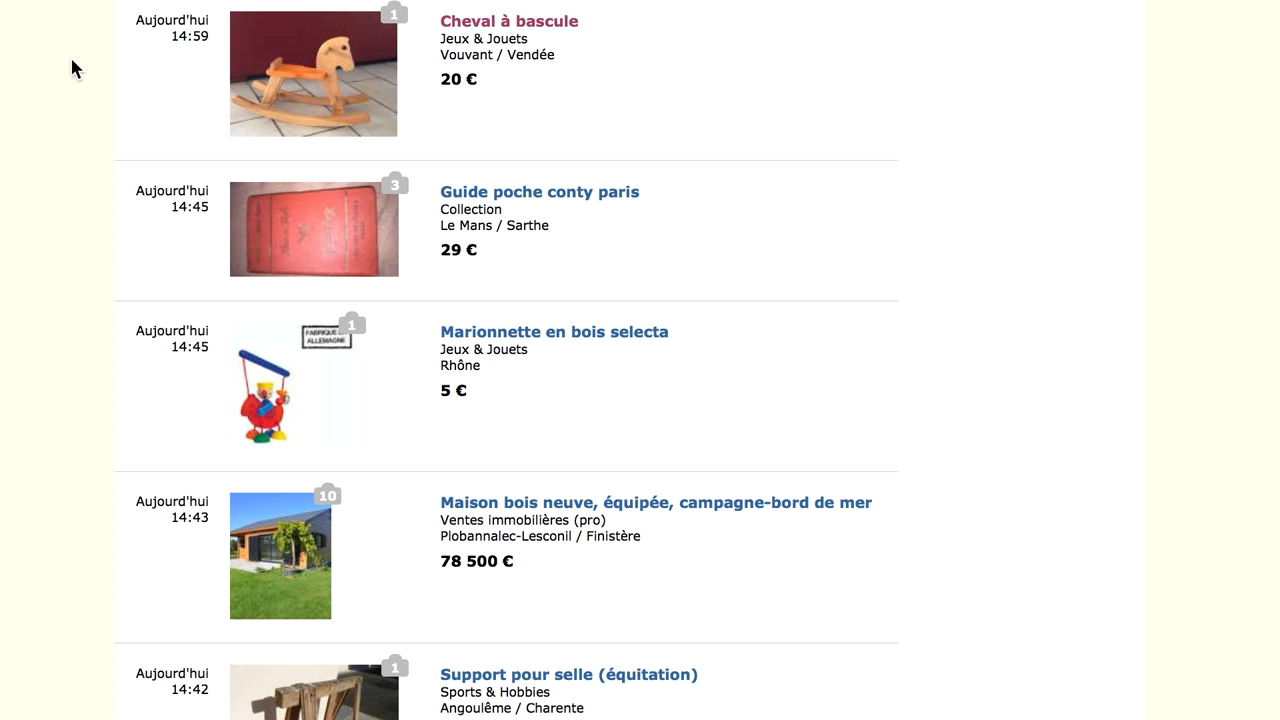 Aujourd'hui
14:59
1
Cheval à bascule
Jeux & Jouets
Vouvant / Vendée
20 €
Aujourd'hui
14:45
3
Guide poche conty paris
Collection
Le Mans / Sarthe
29 €
Aujourd'hui
14:45
1
FABRIQUÉ
ALLEMAGNE
Marionnette en bois selecta
Jeux & Jouets
Rhône
5 €
Aujourd'hui
14:43
10
Maison bois neuve, équipée, campagne-bord de mer
Ventes immobilières (pro)
Plobannalec-Lesconil / Finistère
78 500 €
Aujourd'hui
14:42
1
Support pour selle (équitation)
Sports & Hobbies
Angoulême / Charente